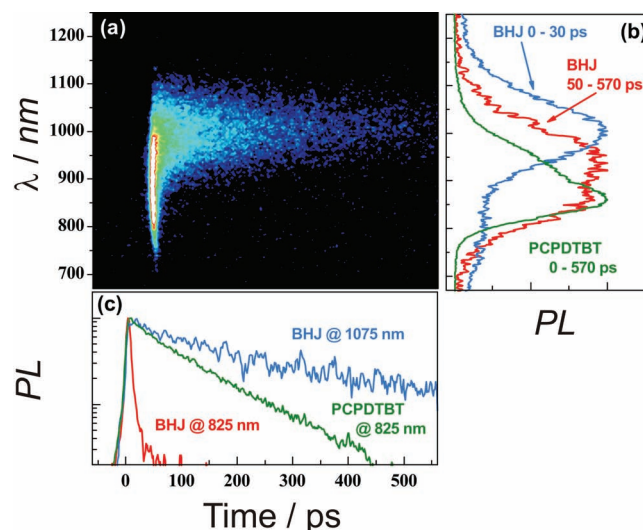 (a)
1200
1100
1000
900
800
700
λ / nm
(b)
BHJ 0 - 30 ps
BHJ
50 - 570 ps
PCPDTBT
0 - 570 ps
PL
(c)
BHJ @ 1075 nm
PCPDTBT
@ 825 nm
BHJ @ 825 nm
PL
0 100 200 300 400 500
Time / ps